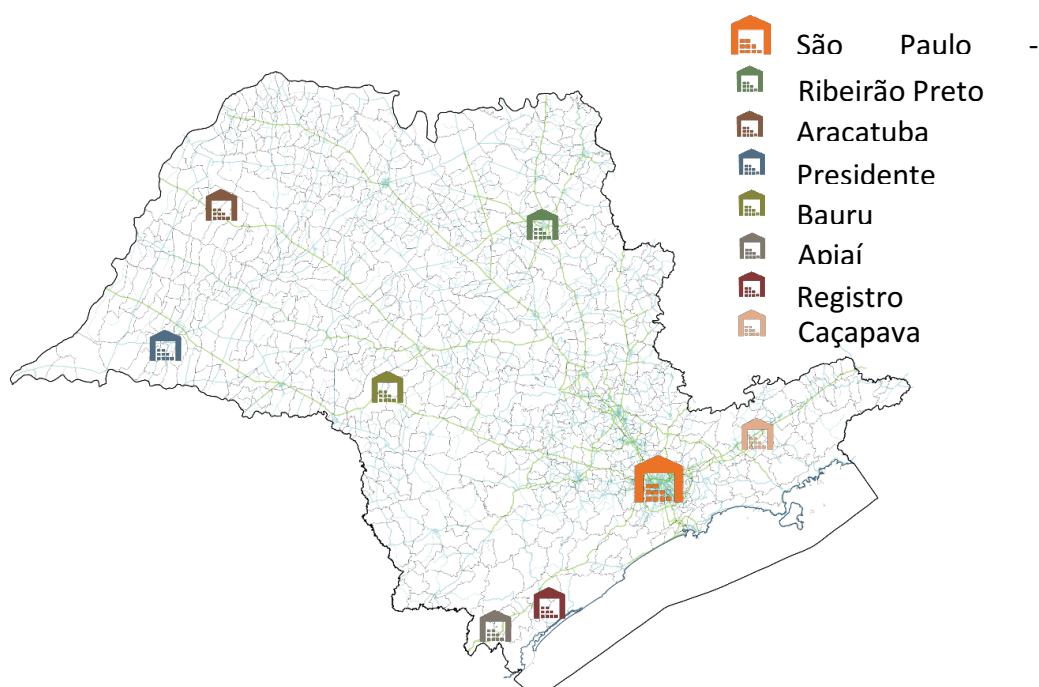 São Paulo -
Ribeirão Preto
Aracatuba
Presidente
Bauru
Apiaí
Registro
Caçapava